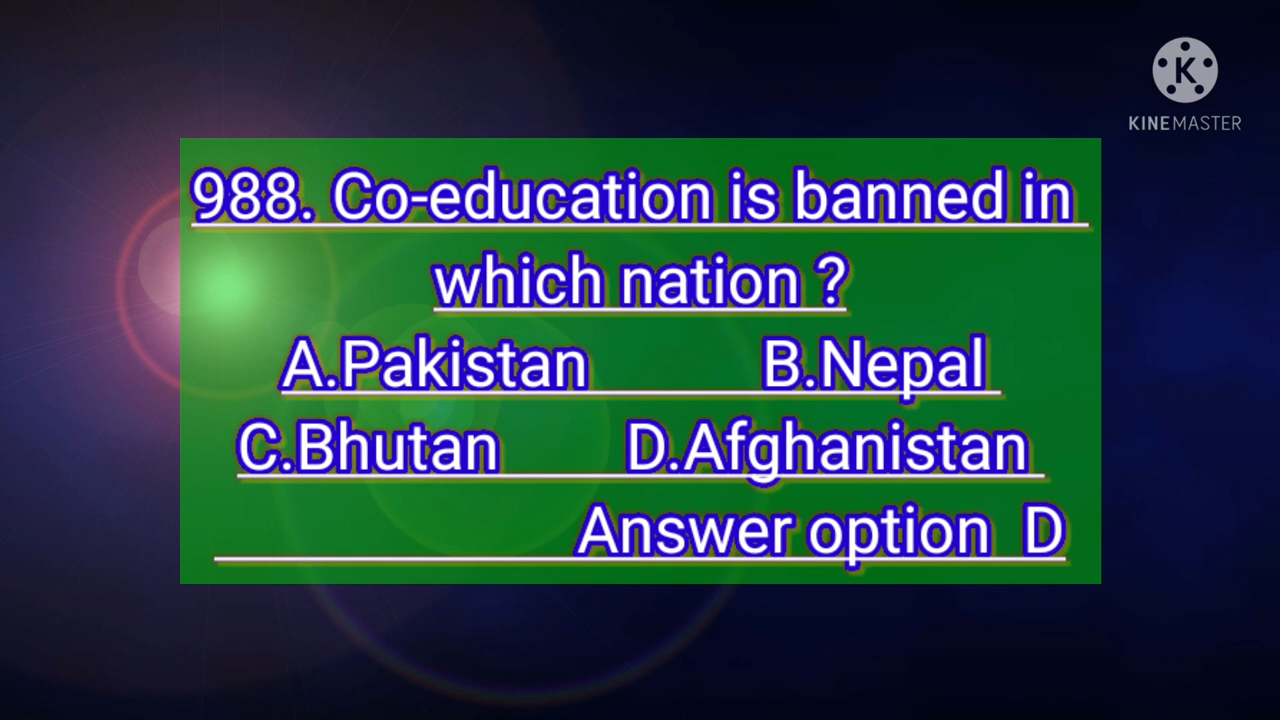 KINEMASTER
988. Co-education is banned in
which nation ?
A.Pakistan B.Nepal
C.Bhutan D.Afghanistan
Answer option D